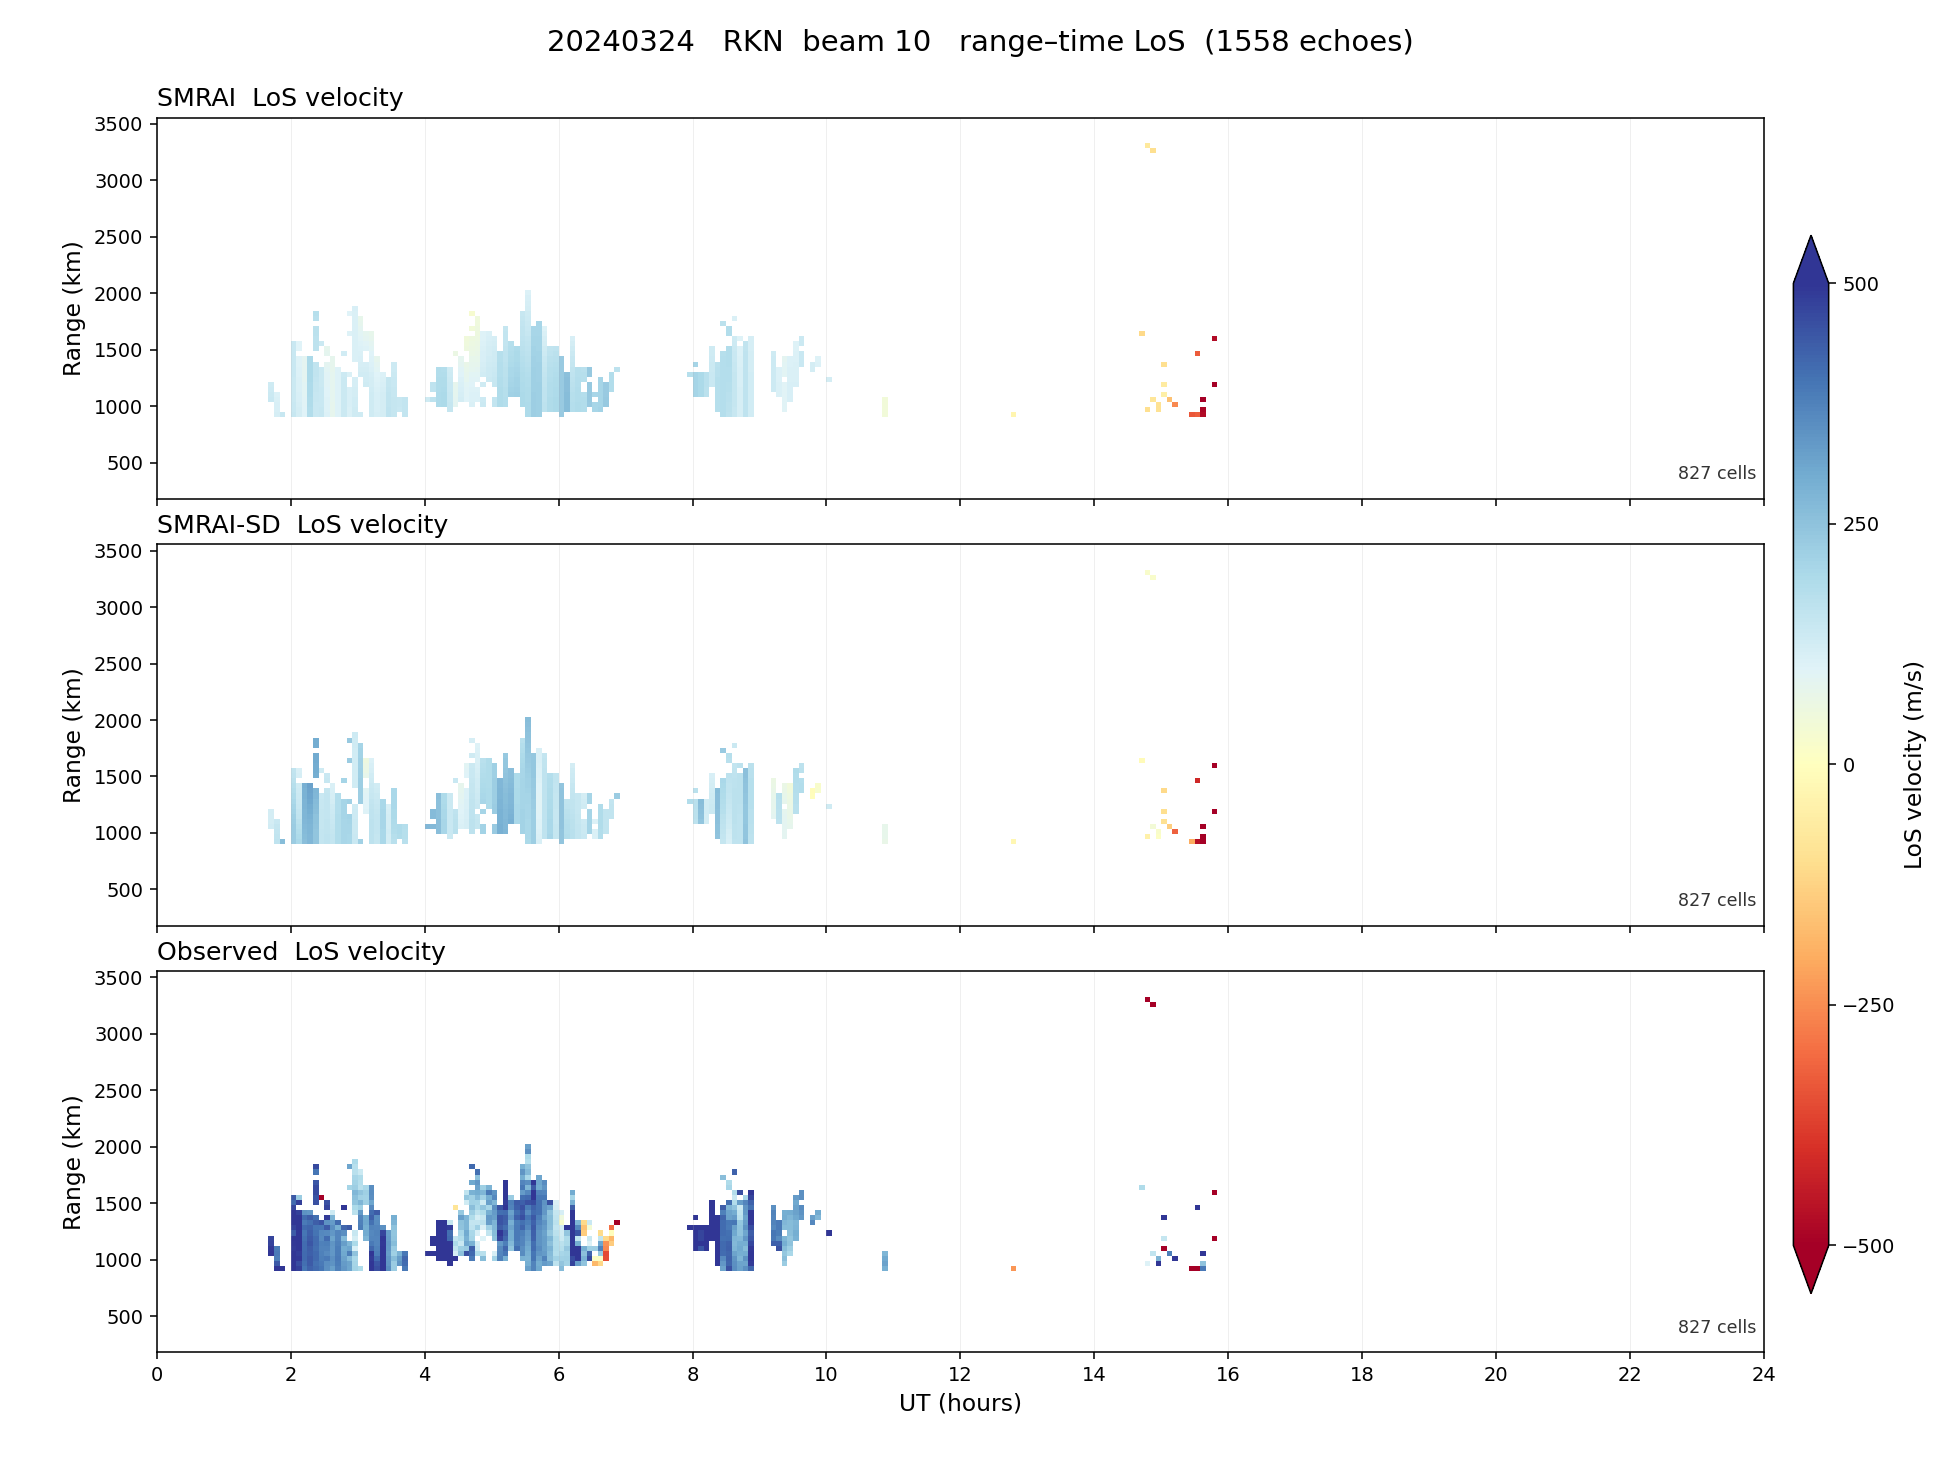 20240324   RKN  beam 10   range–time LoS  (1558 echoes)
SMRAI  LoS velocity
3500
3000
2500
2000
1500
1000
500
Range (km)
827 cells
SMRAI-SD  LoS velocity
3500
3000
2500
2000
1500
1000
500
Range (km)
827 cells
Observed  LoS velocity
3500
3000
2500
2000
1500
1000
500
Range (km)
827 cells
0 2 4 6 8 10 12 14 16 18 20 22 24
UT (hours)
500
250
0
−250
−500
LoS velocity (m/s)